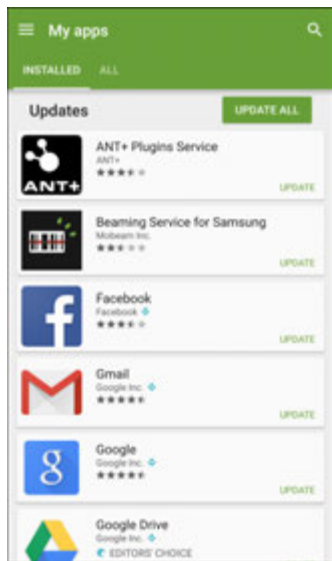 My apps
INSTALLED ALL
Updates UPDATE ALL
ANT+ Plugins Service
ANT+
ANT+
UPDATE
Beaming Service for Samsung
Mobeam Inc.
UPDATE
Facebook
Facebook
f
UPDATE
Gmail
Google Inc.
UPDATE
Google
Google Inc.
8
UPDATE
Google Drive
Google Inc.
EDITORS' CHOICE